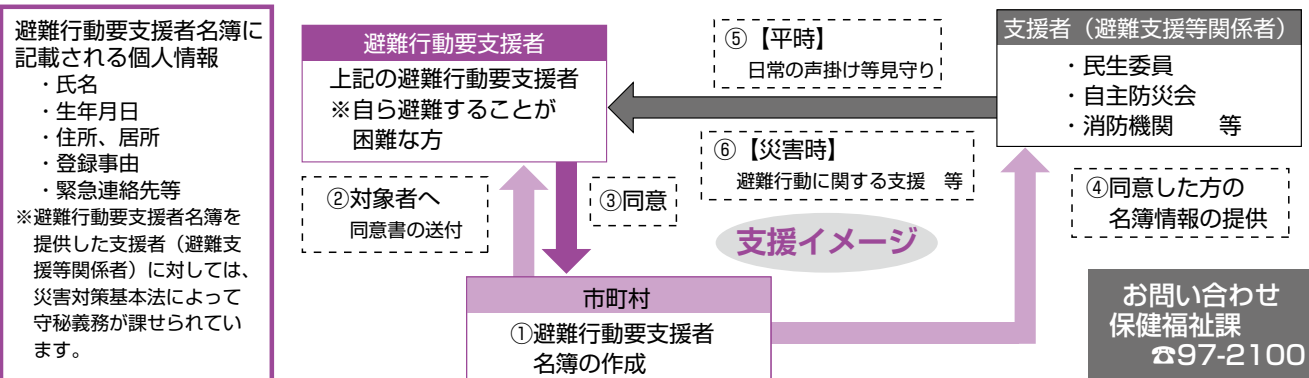 避難行動要支援者名簿に
記載される個人情報
・氏名
・生年月日
・住所、居所
・登録事由
・緊急連絡先等
※避難行動要支援者名簿を
提供した支援者（避難支
援等関係者）に対しては、
災害対策基本法によって
守秘義務が課せられてい
ます。
避難行動要支援者
上記の避難行動要支援者
※自ら避難することが
困難な方
⑤【平時】
日常の声掛け等見守り
支援者（避難支援等関係者）
・民生委員
・自主防災会
・消防機関　等
⑥【災害時】
避難行動に関する支援　等
②対象者へ
同意書の送付
③同意
④同意した方の
名簿情報の提供
支援イメージ
市町村
①避難行動要支援者
名簿の作成
お問い合わせ
保健福祉課
☎97-2100